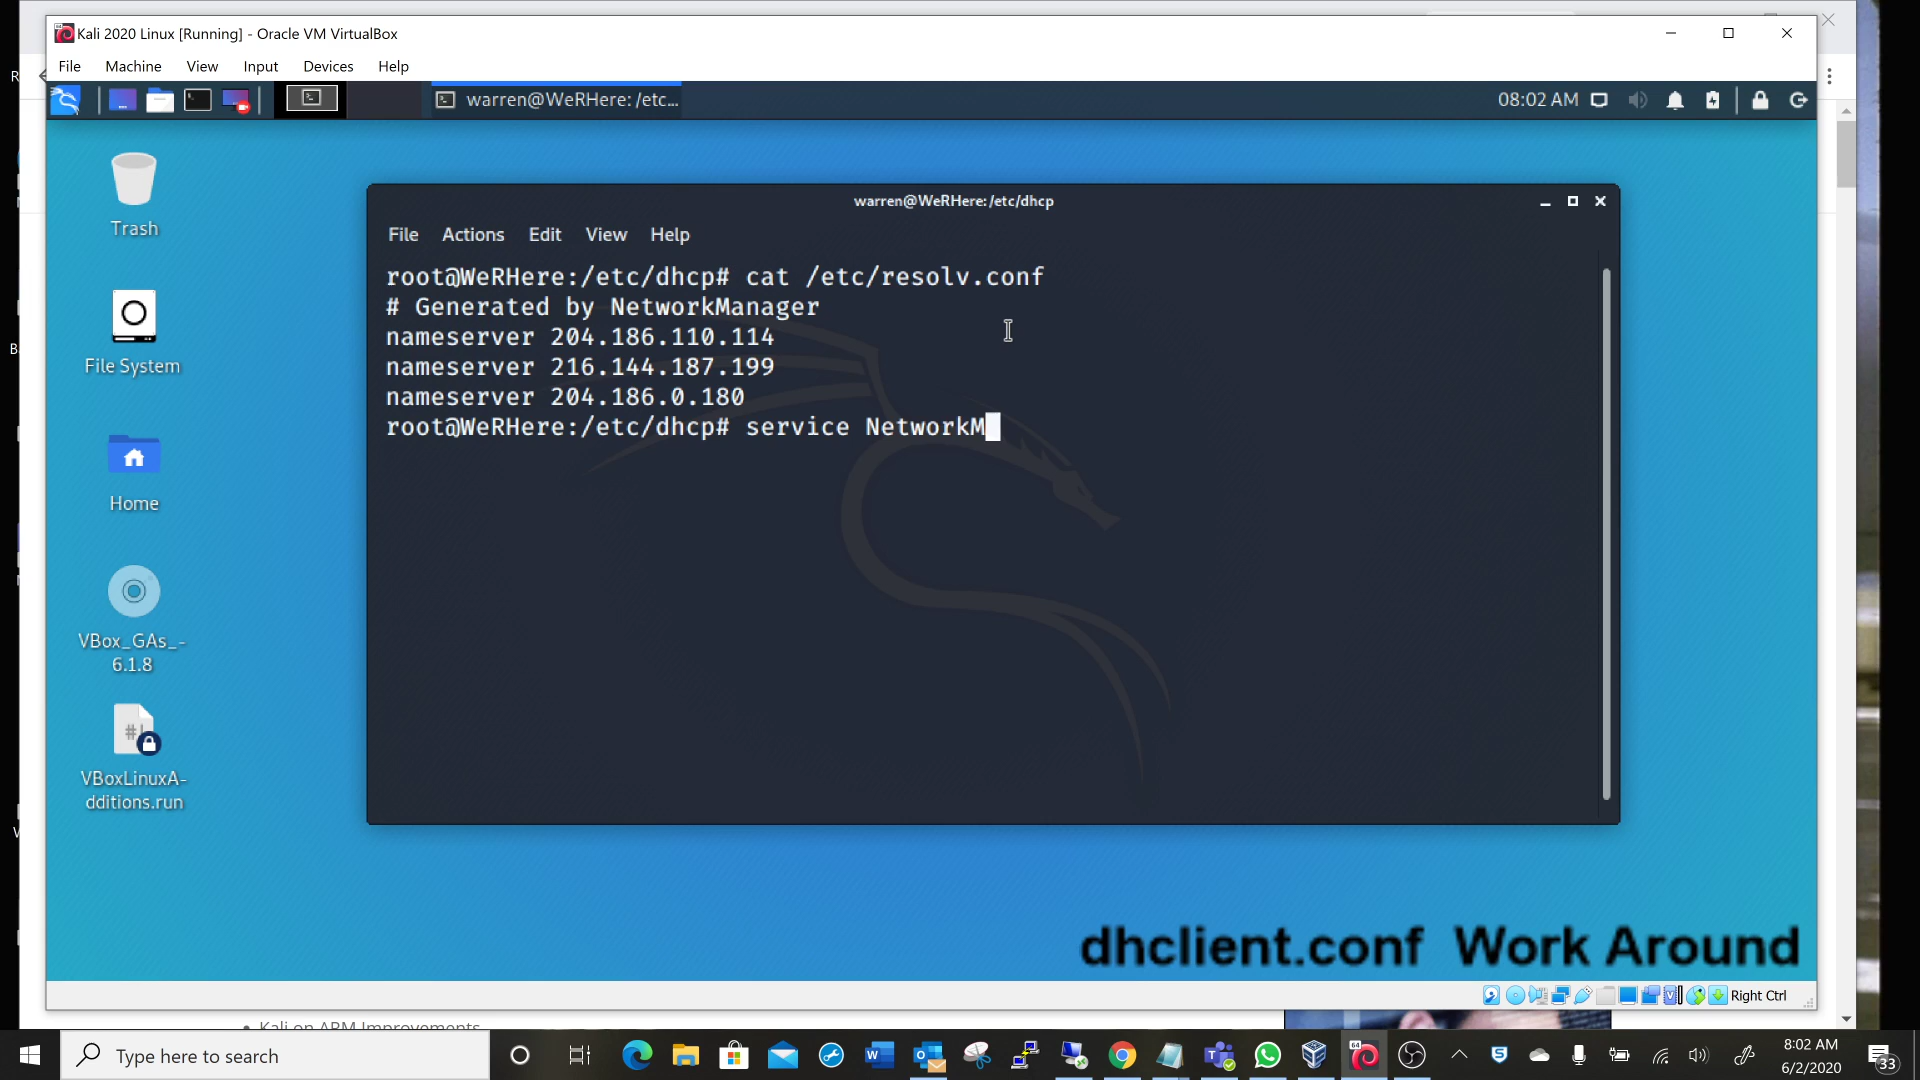 Kali 2020 Linux [Running] - Oracle VM VirtualBox
File Machine View Input Devices Help
warren@WeRHere: /etc...
08:02 AM
Trash
File System
Home
VBox_GAs_-
6.1.8
VBoxLinuxA-
dditions.run
warren@WeRHere:/etc/dhcp
File Actions Edit View Help
root@WeRHere:/etc/dhcp# cat /etc/resolv.conf
# Generated by NetworkManager
nameserver 204.186.110.114
nameserver 216.144.187.199
nameserver 204.186.0.180
root@WeRHere:/etc/dhcp# service NetworkM
dhclient.conf Work Around
Right Ctrl
Kali on ARM Improvements
Type here to search
8:02 AM
6/2/2020
33